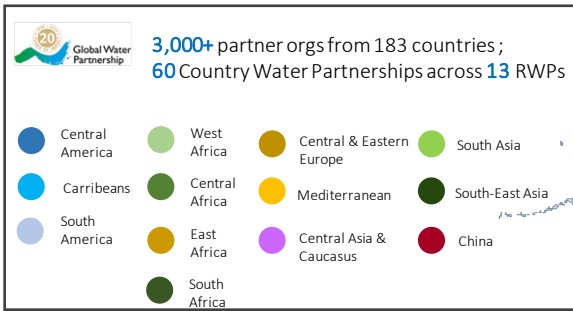 20
Global Water
Partnership
3,000+ partner orgs from 183 countries ;
60 Country Water Partnerships across 13 RWPs
Central
America
Carribeans
South
America
West
Africa
Central
Africa
East
Africa
South
Africa
Central & Eastern
Europe
Mediterranean
Central Asia &
Caucasus
South Asia
South-East Asia
China